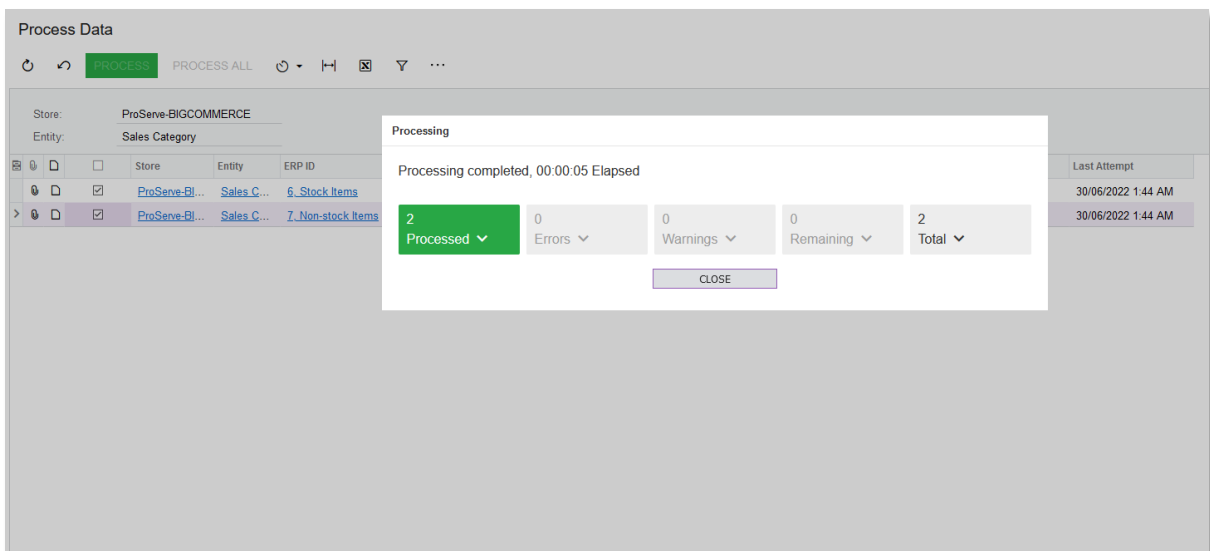 Process Data
PROCESS PROCESS ALL
Store: ProServe-BIGCOMMERCE
Entity: Sales Category
Store Entity ERP ID Last Attempt
ProServe-BI... Sales C... 6, Stock Items 30/06/2022 1:44 AM
ProServe-BI... Sales C... 7, Non-stock Items 30/06/2022 1:44 AM
Processing
Processing completed, 00:00:05 Elapsed
2 0 0 0 2
Processed Errors Warnings Remaining Total
CLOSE